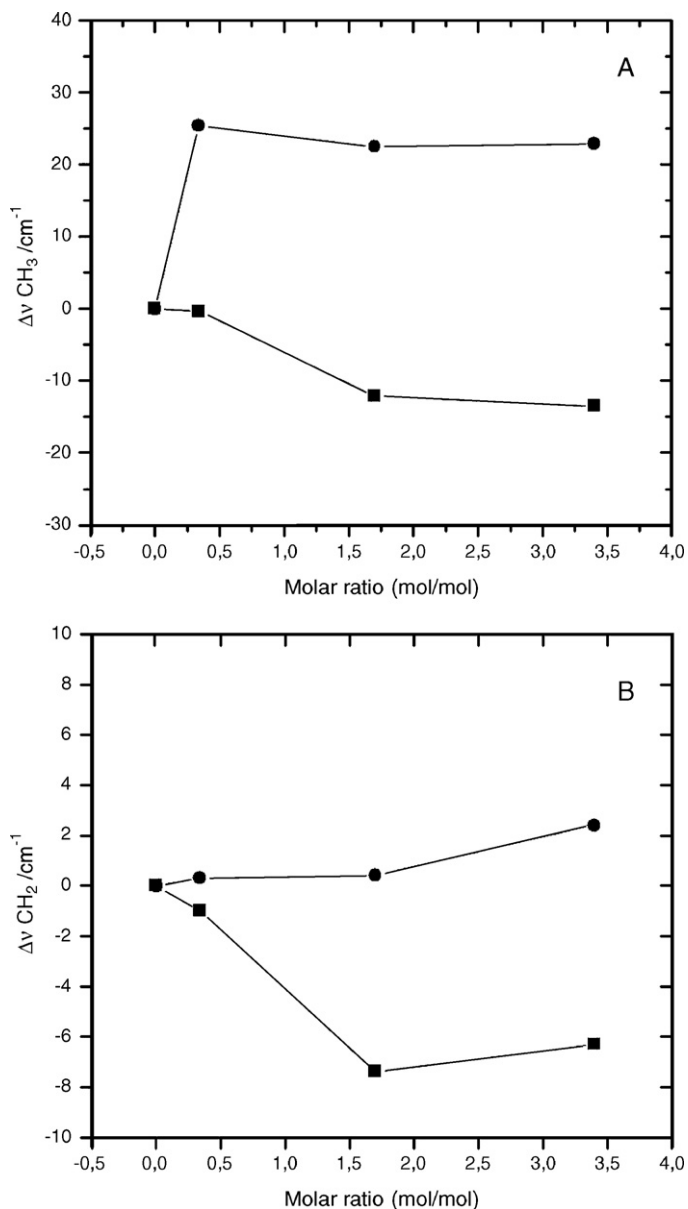 A
40
30
20
10
0
-10
-20
-30
Δν CH₃ /cm⁻¹
-0,5 0,0 0,5 1,0 1,5 2,0 2,5 3,0 3,5 4,0
Molar ratio (mol/mol)
B
10
8
6
4
2
0
-2
-4
-6
-8
-10
Δν CH₂ /cm⁻¹
-0,5 0,0 0,5 1,0 1,5 2,0 2,5 3,0 3,5 4,0
Molar ratio (mol/mol)